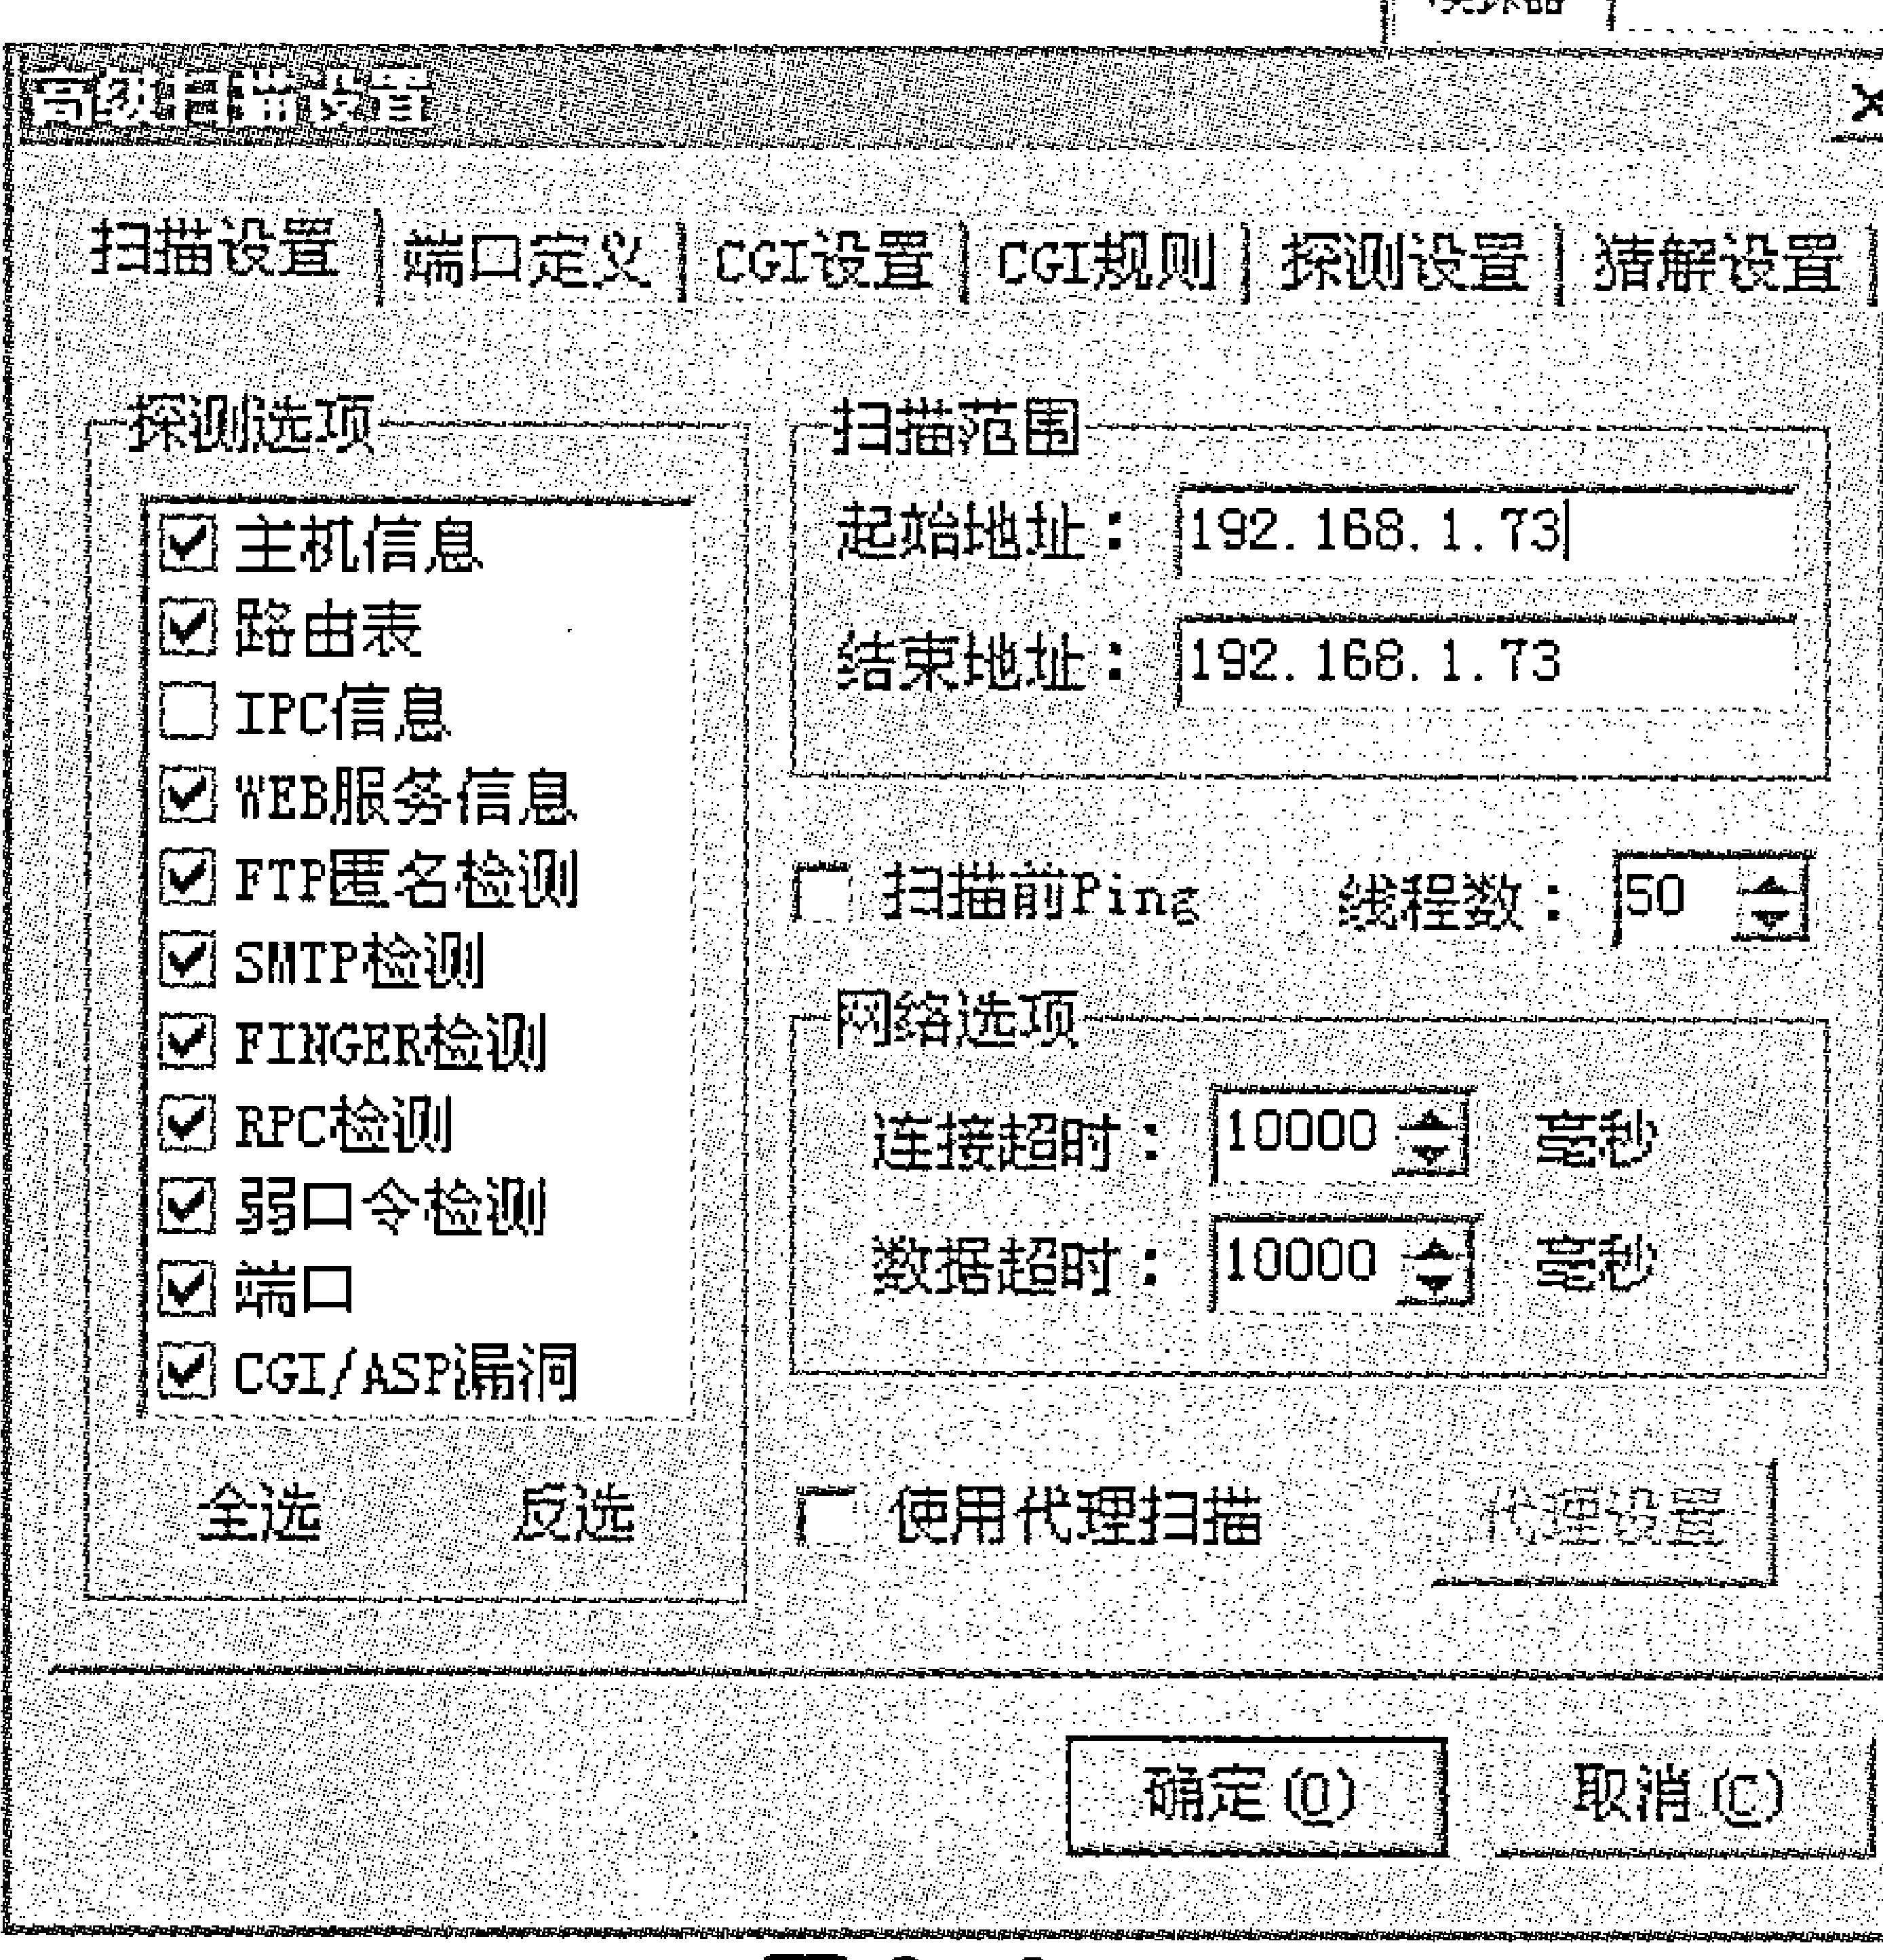 高级扫描设置
扫描设置 端口定义 CGI设置 CGI规则 探测设置 猜解设置
探测选项
主机信息
路由表
IPC信息
WEB服务信息
FTP匿名检测
SMTP检测
FINGER检测
RPC检测
弱口令检测
端口
CGI/ASP漏洞
全选 反选
扫描范围
起始地址: 192.168.1.73
结束地址: 192.168.1.73
扫描前Ping 线程数: 50
网络选项
连接超时: 10000 毫秒
数据超时: 10000 毫秒
使用代理扫描 代理设置
确定(O) 取消(C)